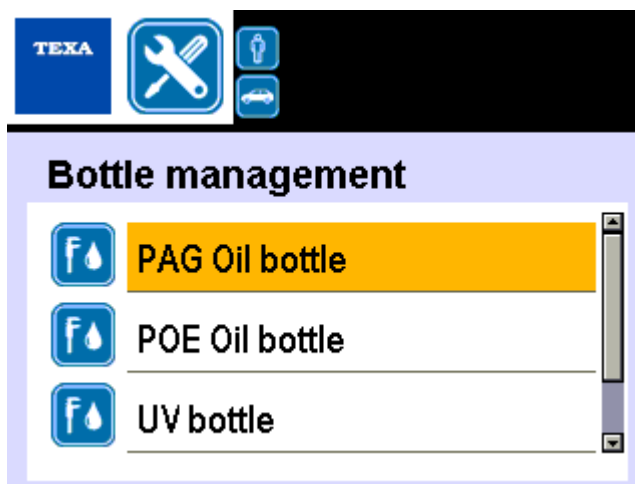 TEXA
Bottle management
PAG Oil bottle
POE Oil bottle
UV bottle